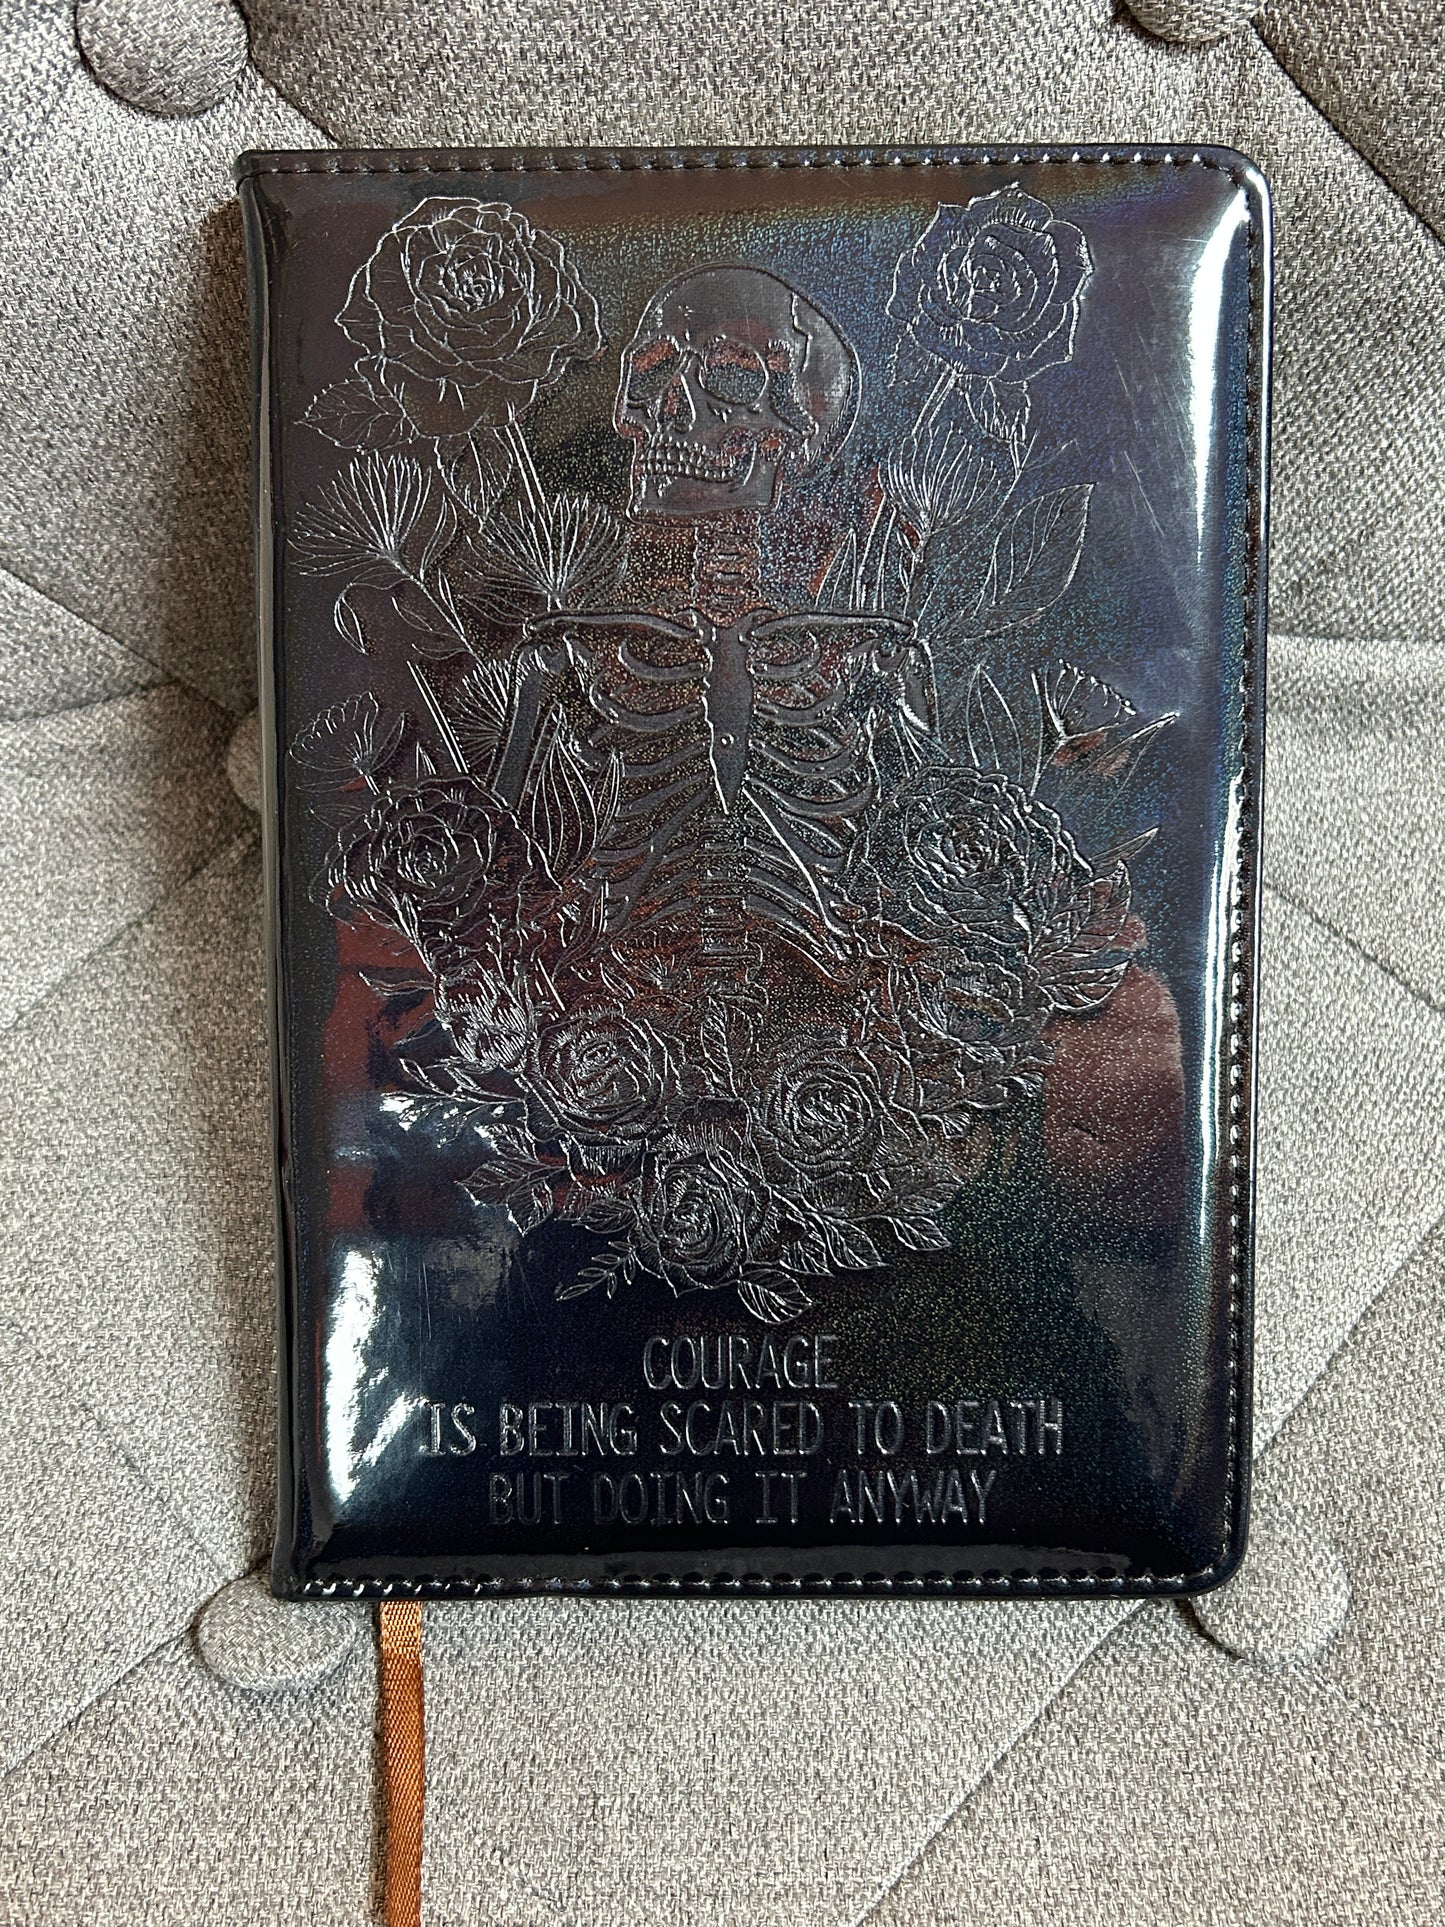 COURAGE
IS BEING SCARED TO DEATH
BUT DOING IT ANYWAY